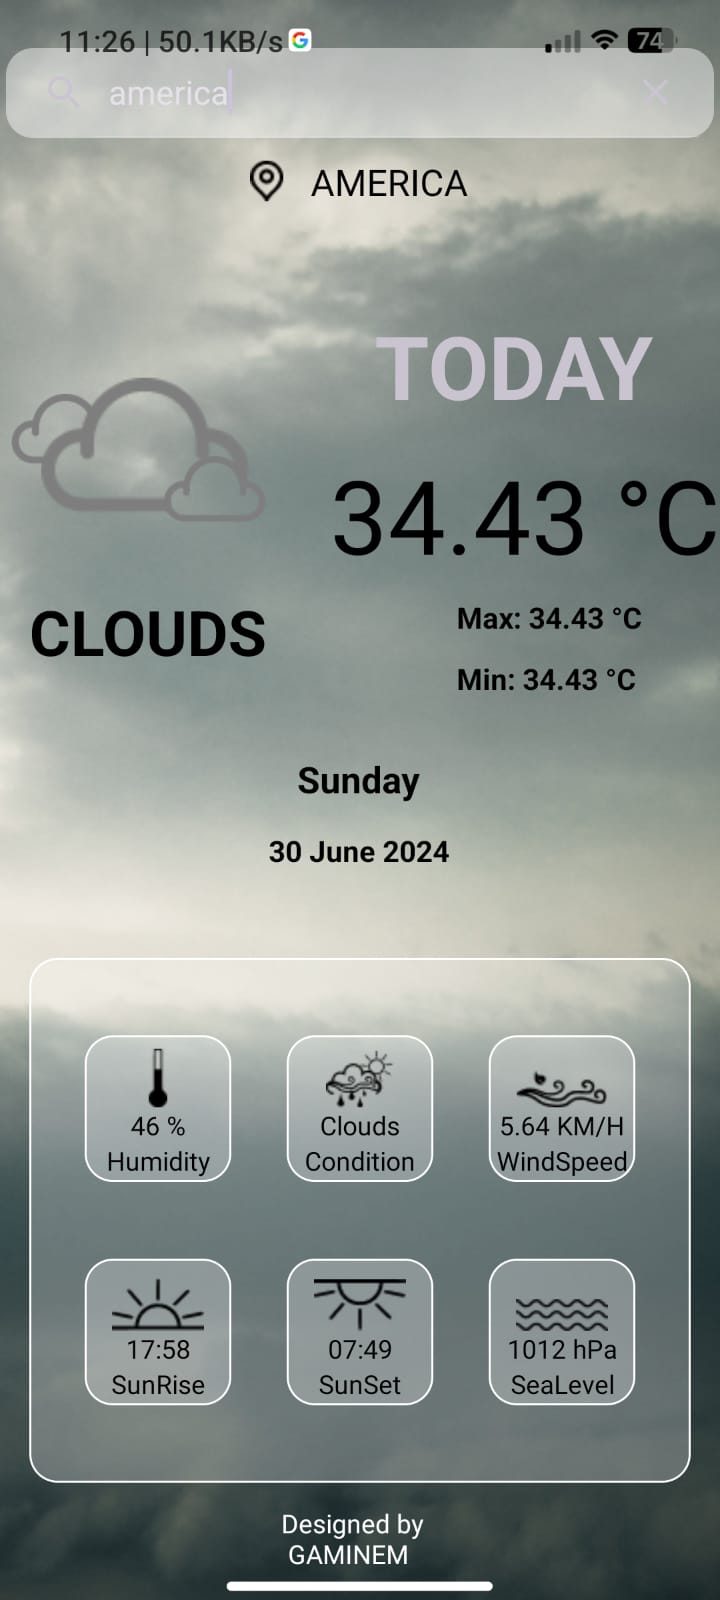 11:26 | 50.1KB/s G 74
america
AMERICA
TODAY
34.43 °C
CLOUDS
Max: 34.43 °C
Min: 34.43 °C
Sunday
30 June 2024
46 %
Humidity
Clouds
Condition
5.64 KM/H
WindSpeed
17:58
SunRise
07:49
SunSet
1012 hPa
SeaLevel
Designed by
GAMINEM